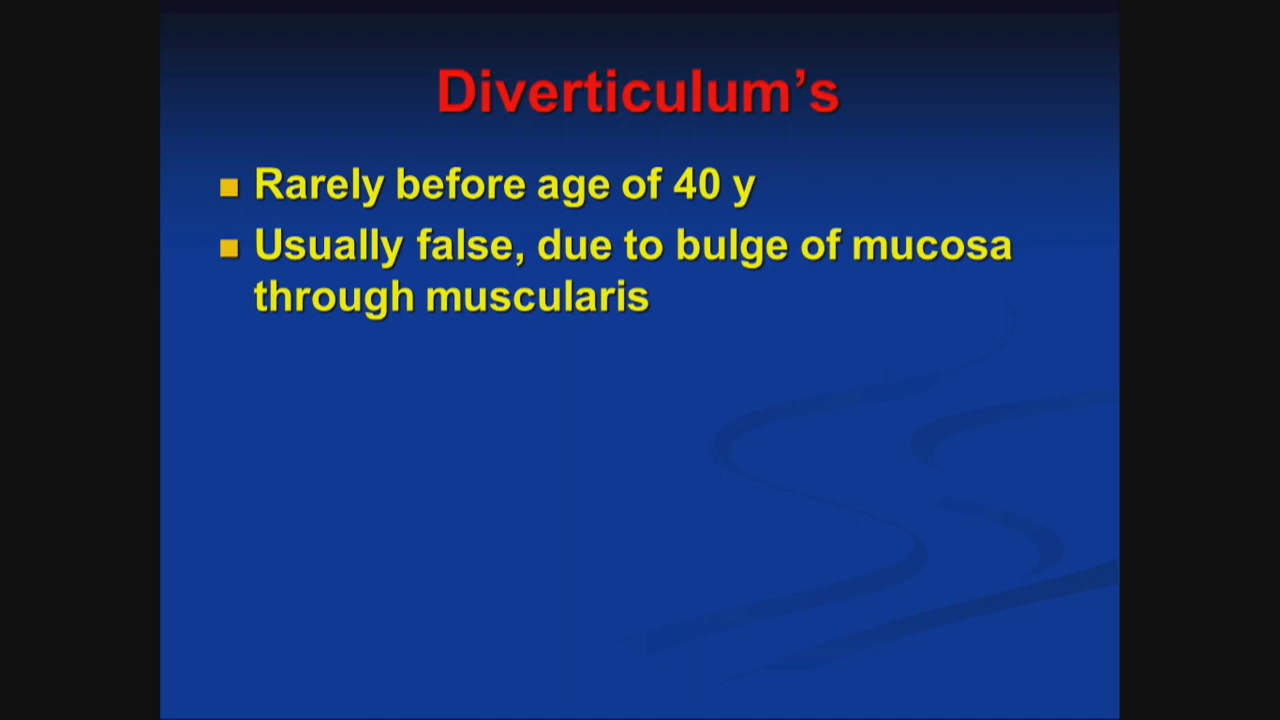 Diverticulum’s
Rarely before age of 40 y
Usually false, due to bulge of mucosa
through muscularis